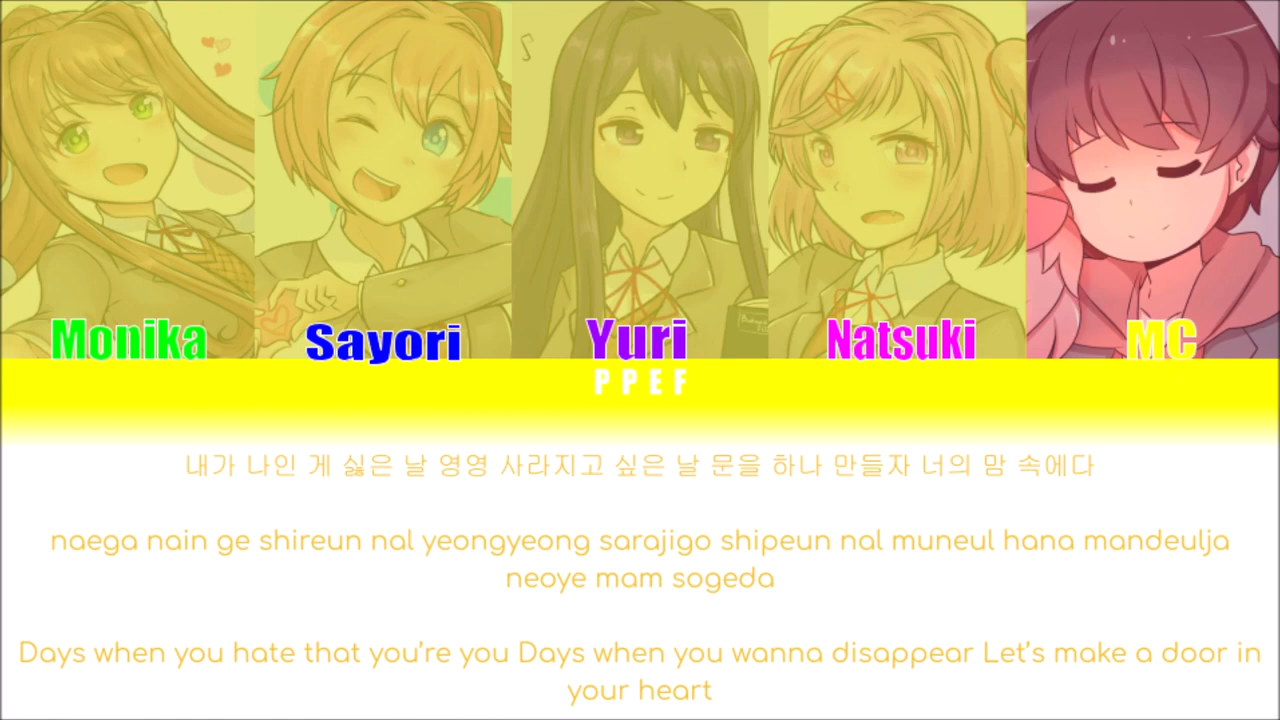 Monika
Sayori
Yuri
Natsuki
MC
PPEF
내가 나인 게 싫은 날 영영 사라지고 싶은 날 문을 하나 만들자 너의 맘 속에다
naega nain ge shireun nal yeongyeong sarajigo shipeun nal muneul hana mandeulja
neoye mam sogeda
Days when you hate that you’re you Days when you wanna disappear Let’s make a door in
your heart